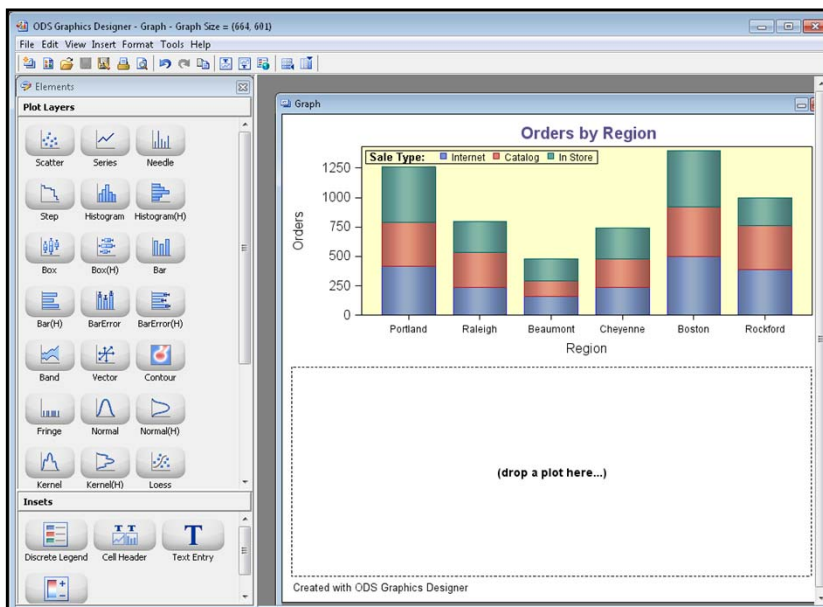 ODS Graphics Designer - Graph - Graph Size = (664, 601)
File Edit View Insert Format Tools Help
Elements
Plot Layers
Scatter Series Needle
Step Histogram Histogram(H)
Box Box(H) Bar
Bar(H) BarError BarError(H)
Band Vector Contour
Fringe Normal Normal(H)
Kernel Kernel(H) Loess
Insets
Discrete Legend Cell Header Text Entry
Graph
Orders by Region
Sale Type: Internet Catalog In Store
Orders
1250
1000
750
500
250
0
Portland Raleigh Beaumont Cheyenne Boston Rockford
Region
(drop a plot here...)
Created with ODS Graphics Designer